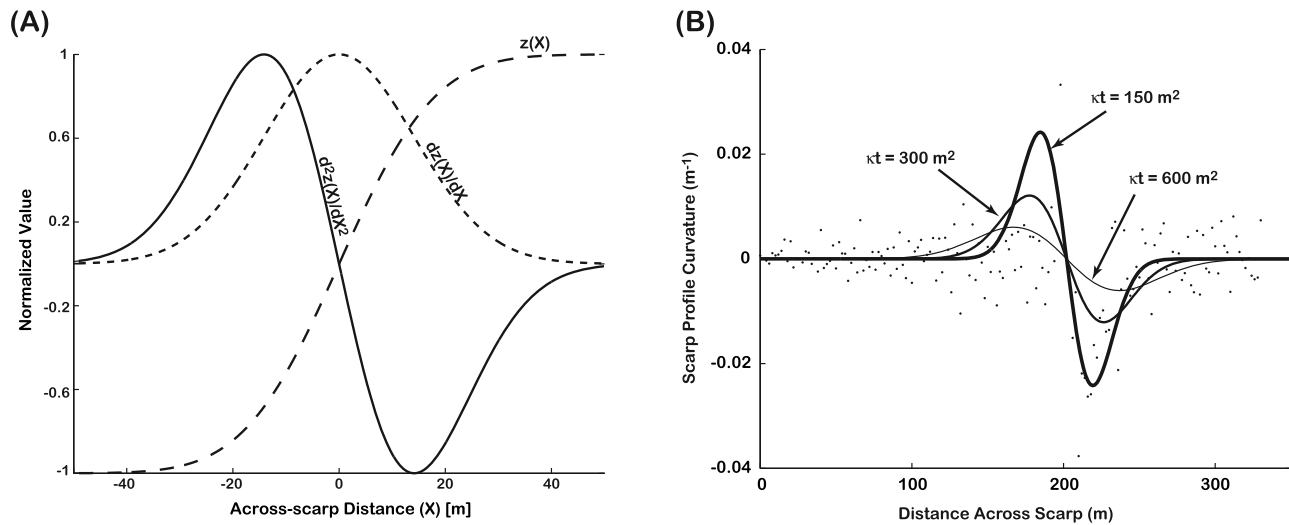 (A)
z(X)
1
0.6
0.2
-0.2
-0.6
-1
Normalized Value
d²z(X)/dX²
dz(X)/dX
-40
-20
0
20
40
Across-scarp Distance (X) [m]
(B)
0.04
0.02
0
-0.02
-0.04
Scarp Profile Curvature (m⁻¹)
κt = 150 m²
κt = 300 m²
κt = 600 m²
0
100
200
300
Distance Across Scarp (m)